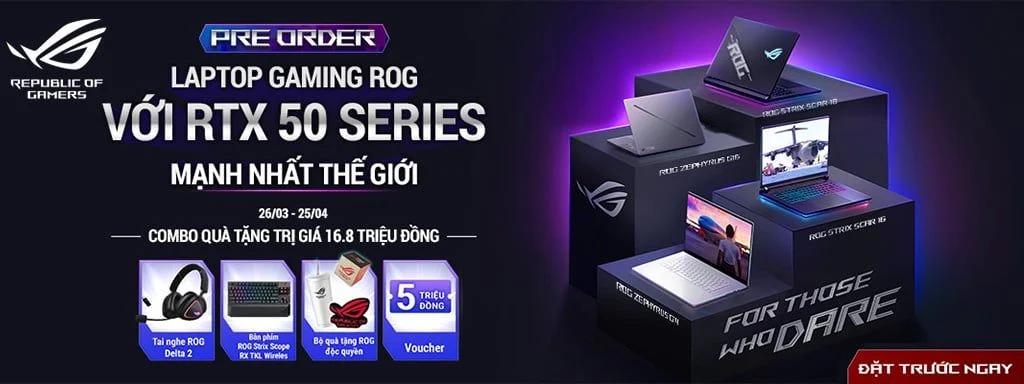 REPUBLIC OF
GAMERS
PRE ORDER
LAPTOP GAMING ROG
VỚI RTX 50 SERIES
MẠNH NHẤT THẾ GIỚI
26/03 - 25/04
COMBO QUÀ TẶNG TRỊ GIÁ 16.8 TRIỆU ĐỒNG
Tai nghe ROG
Delta 2
Bàn phím
ROG Strix Scope
RX TKL Wireles
Bộ quà tặng ROG
độc quyền
5 TRIỆU
ĐỒNG
Voucher
ROG
ROG STRIX SCAR 18
ROG ZEPHYRUS G16
ROG STRIX SCAR 16
ROG ZEPHYRUS G14
FOR THOSE
WHO DARE
ĐẶT TRƯỚC NGAY